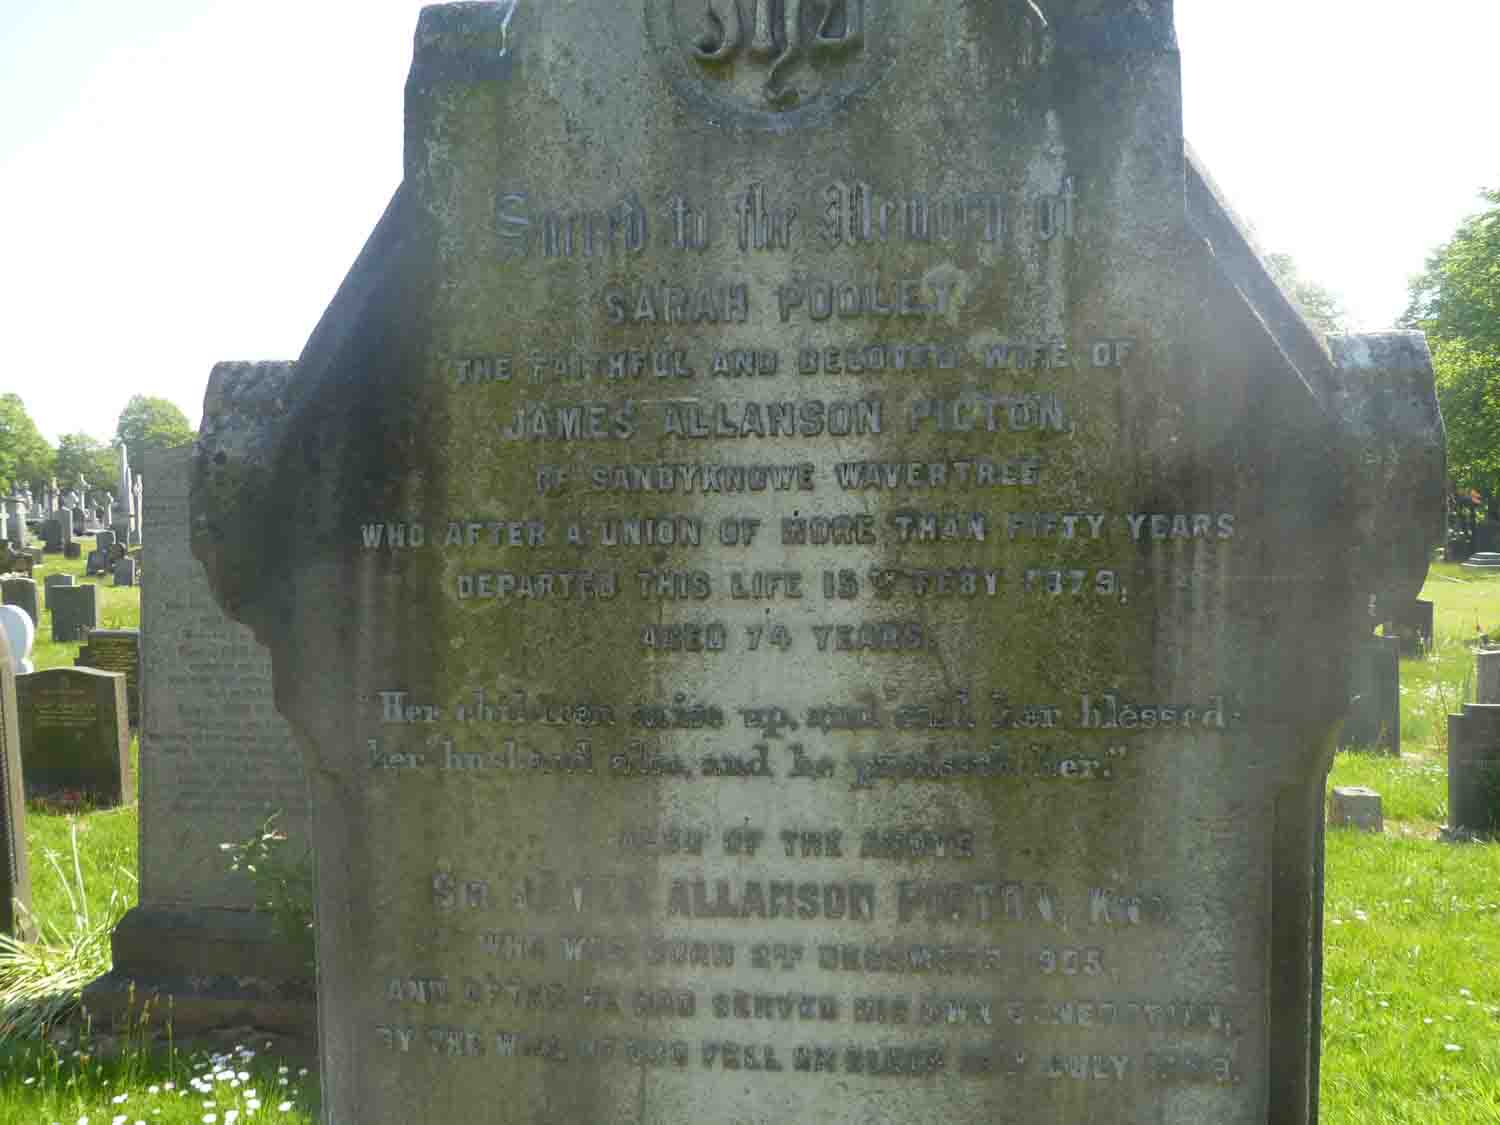 IHS
Sacred to the Memory of
SARAH POOLEY
THE FAITHFUL AND BELOVED WIFE OF
JAMES ALLANSON PICTON,
OF SANDYKNOWE WAVERTREE
WHO AFTER A UNION OF MORE THAN FIFTY YEARS
DEPARTED THIS LIFE 15TH FEBY 1879,
AGED 74 YEARS.
"Her children arise up, and call her blessed:
her husband also, and he praiseth her."
ALSO OF THE ABOVE
SIR JAMES ALLANSON PICTON, KNT.
WHO WAS BORN 2ND DECEMBER 1805,
AND AFTER HE HAD SERVED HIS OWN GENERATION,
BY THE WILL OF GOD FELL ON SLEEP JULY